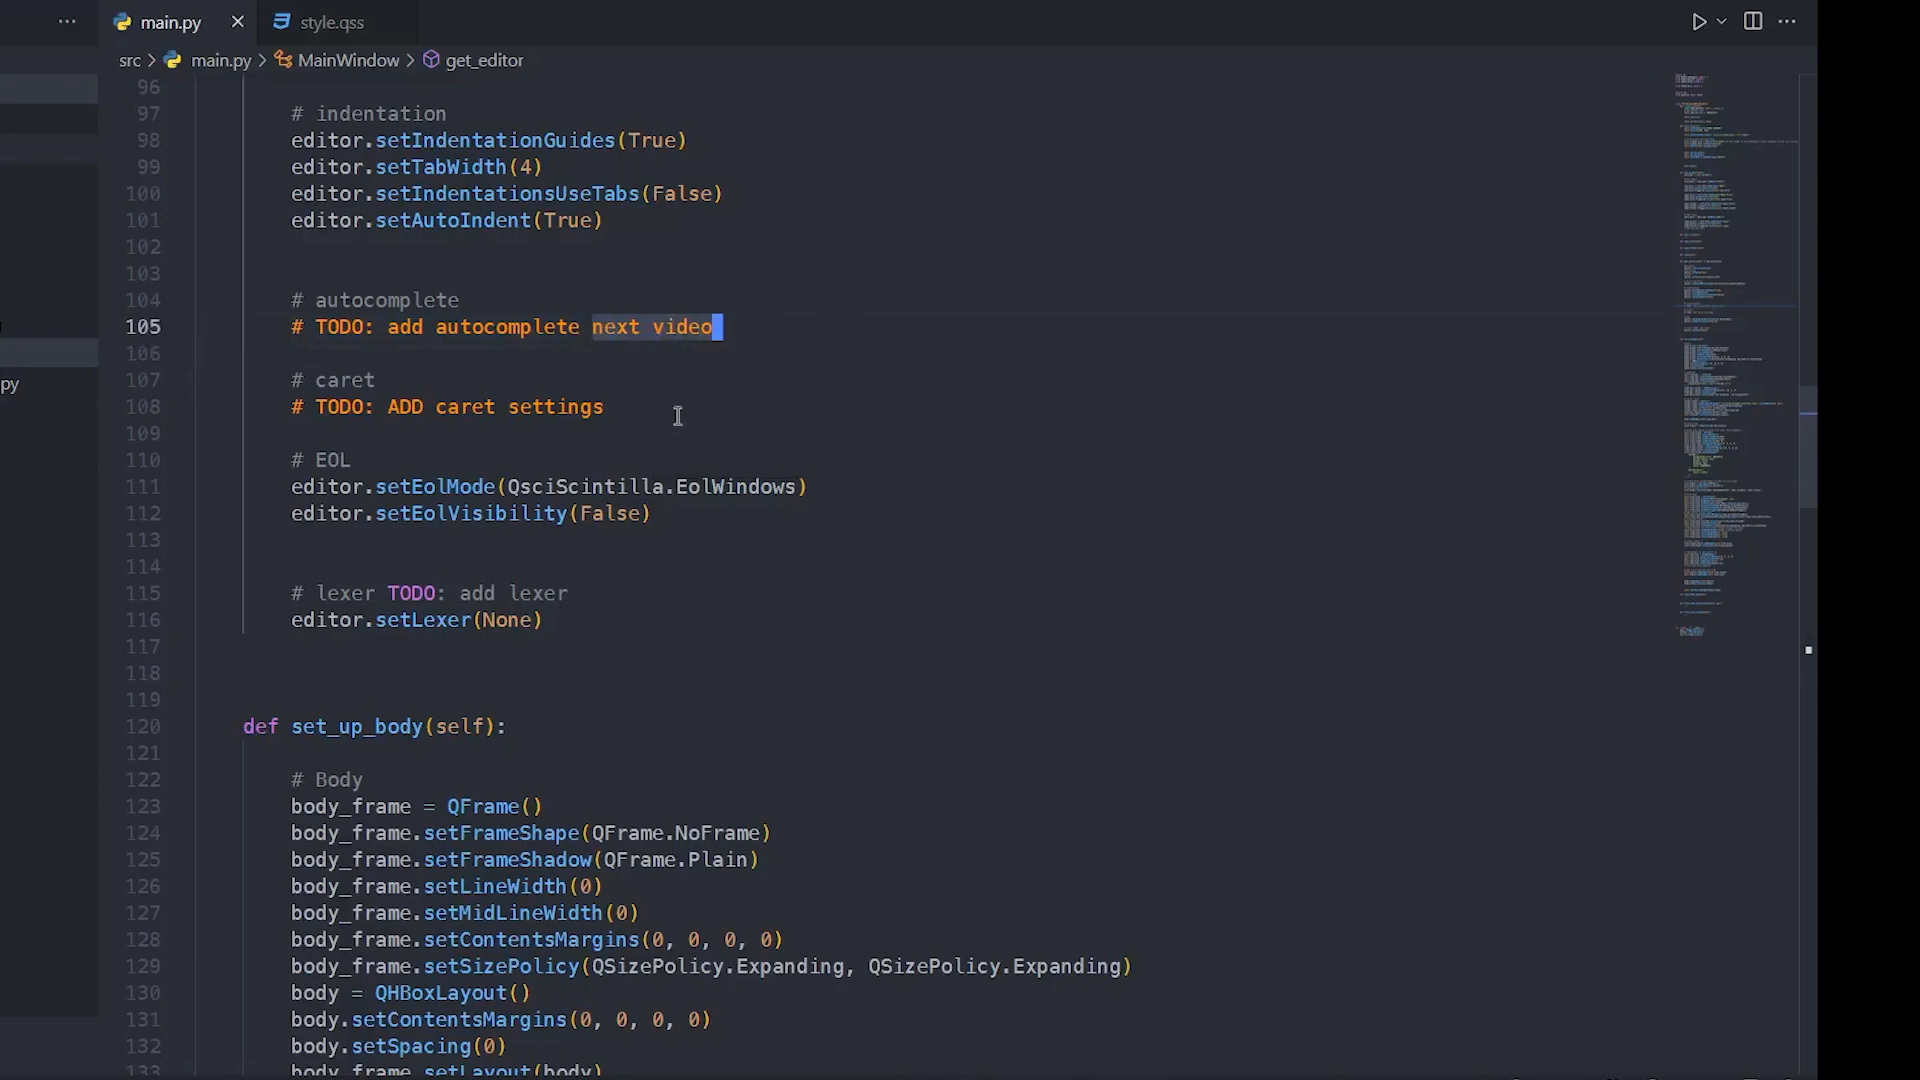 main.py
style.qss
src > main.py > MainWindow > get_editor
py
96
97 # indentation
98 editor.setIndentationGuides(True)
99 editor.setTabWidth(4)
100 editor.setIndentationsUseTabs(False)
101 editor.setAutoIndent(True)
102
103
104 # autocomplete
105 # TODO: add autocomplete next video
106
107 # caret
108 # TODO: ADD caret settings
109
110 # EOL
111 editor.setEolMode(QsciScintilla.EolWindows)
112 editor.setEolVisibility(False)
113
114
115 # lexer TODO: add lexer
116 editor.setLexer(None)
117
118
119
120 def set_up_body(self):
121
122 # Body
123 body_frame = QFrame()
124 body_frame.setFrameShape(QFrame.NoFrame)
125 body_frame.setFrameShadow(QFrame.Plain)
126 body_frame.setLineWidth(0)
127 body_frame.setMidLineWidth(0)
128 body_frame.setContentsMargins(0, 0, 0, 0)
129 body_frame.setSizePolicy(QSizePolicy.Expanding, QSizePolicy.Expanding)
130 body = QHBoxLayout()
131 body.setContentsMargins(0, 0, 0, 0)
132 body.setSpacing(0)
133 body_frame.setLayout(body)